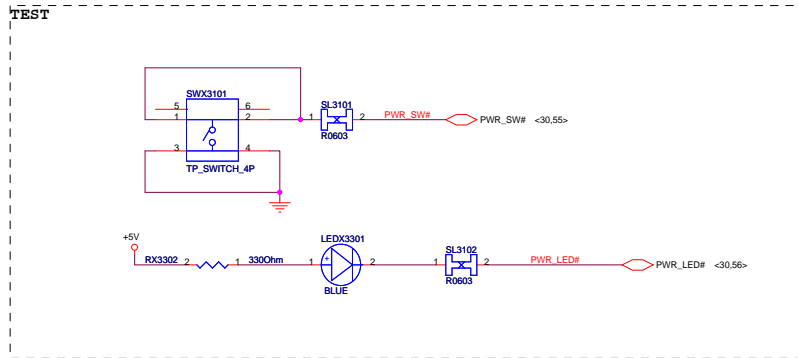 TEST
SWX3101
5 6
1 2
3 4
TP_SWITCH_4P
SL3101
1 2
R0603
PWR_SW#
PWR_SW# <30,55>
+5V
RX3302 2 1 330Ohm
LEDX3301
1 + 2
BLUE
SL3102
1 2
R0603
PWR_LED#
PWR_LED# <30,56>